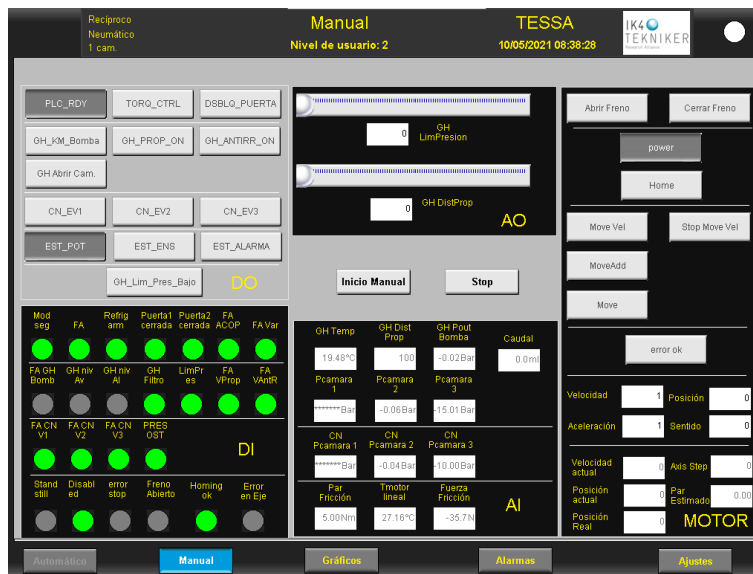 Recíproco
Neumático
1 cam.
Manual
Nivel de usuario: 2
TESSA
10/05/2021 08:38:28
IK4
TEKNIKER
Research Alliance
PLC_RDY
TORQ_CTRL
DSBLQ_PUERTA
GH_KM_Bomba
GH_PROP_ON
GH_ANTIRR_ON
GH Abrir Cam.
CN_EV1
CN_EV2
CN_EV3
EST_POT
EST_ENS
EST_ALARMA
GH_Lim_Pres_Bajo
DO
0
GH
LimPresion
0
GH DistProp
AO
Inicio Manual
Stop
Abrir Freno
Cerrar Freno
power
Home
Move Vel
Stop Move Vel
MoveAdd
Move
error ok
Mod
seg
FA
Refrig
arm
Puerta1
cerrada
Puerta2
cerrada
FA
ACOP
FA Var
FA GH
Bomb
GH niv
Av
GH niv
Al
GH
Filtro
LimPr
es
FA
VProp
FA
VAntR
FA CN
V1
FA CN
V2
FA CN
V3
PRES
OST
DI
Stand
still
Disabl
ed
error
stop
Freno
Abierto
Homing
ok
Error
en Eje
GH Temp
GH Dist
Prop
GH Pout
Bomba
Caudal
19.48°C
100
-0.02Bar
0.0ml
Pcamara
1
Pcamara
2
Pcamara
3
*******Bar
-0.06Bar
-15.01Bar
CN
Pcamara 1
CN
Pcamara 2
CN
Pcamara 3
*******Bar
-0.04Bar
-10.00Bar
Par
Fricción
Tmotor
lineal
Fuerza
Fricción
5.00Nm
27.16°C
-35.7N
AI
Velocidad
1
Posición
0
Aceleración
1
Sentido
0
Velocidad
actual
0
Axis Step
0
Posición
actual
0
Par
Estimado
0.00
Posición
Real
0
MOTOR
Automático
Manual
Gráficos
Alarmas
Ajustes